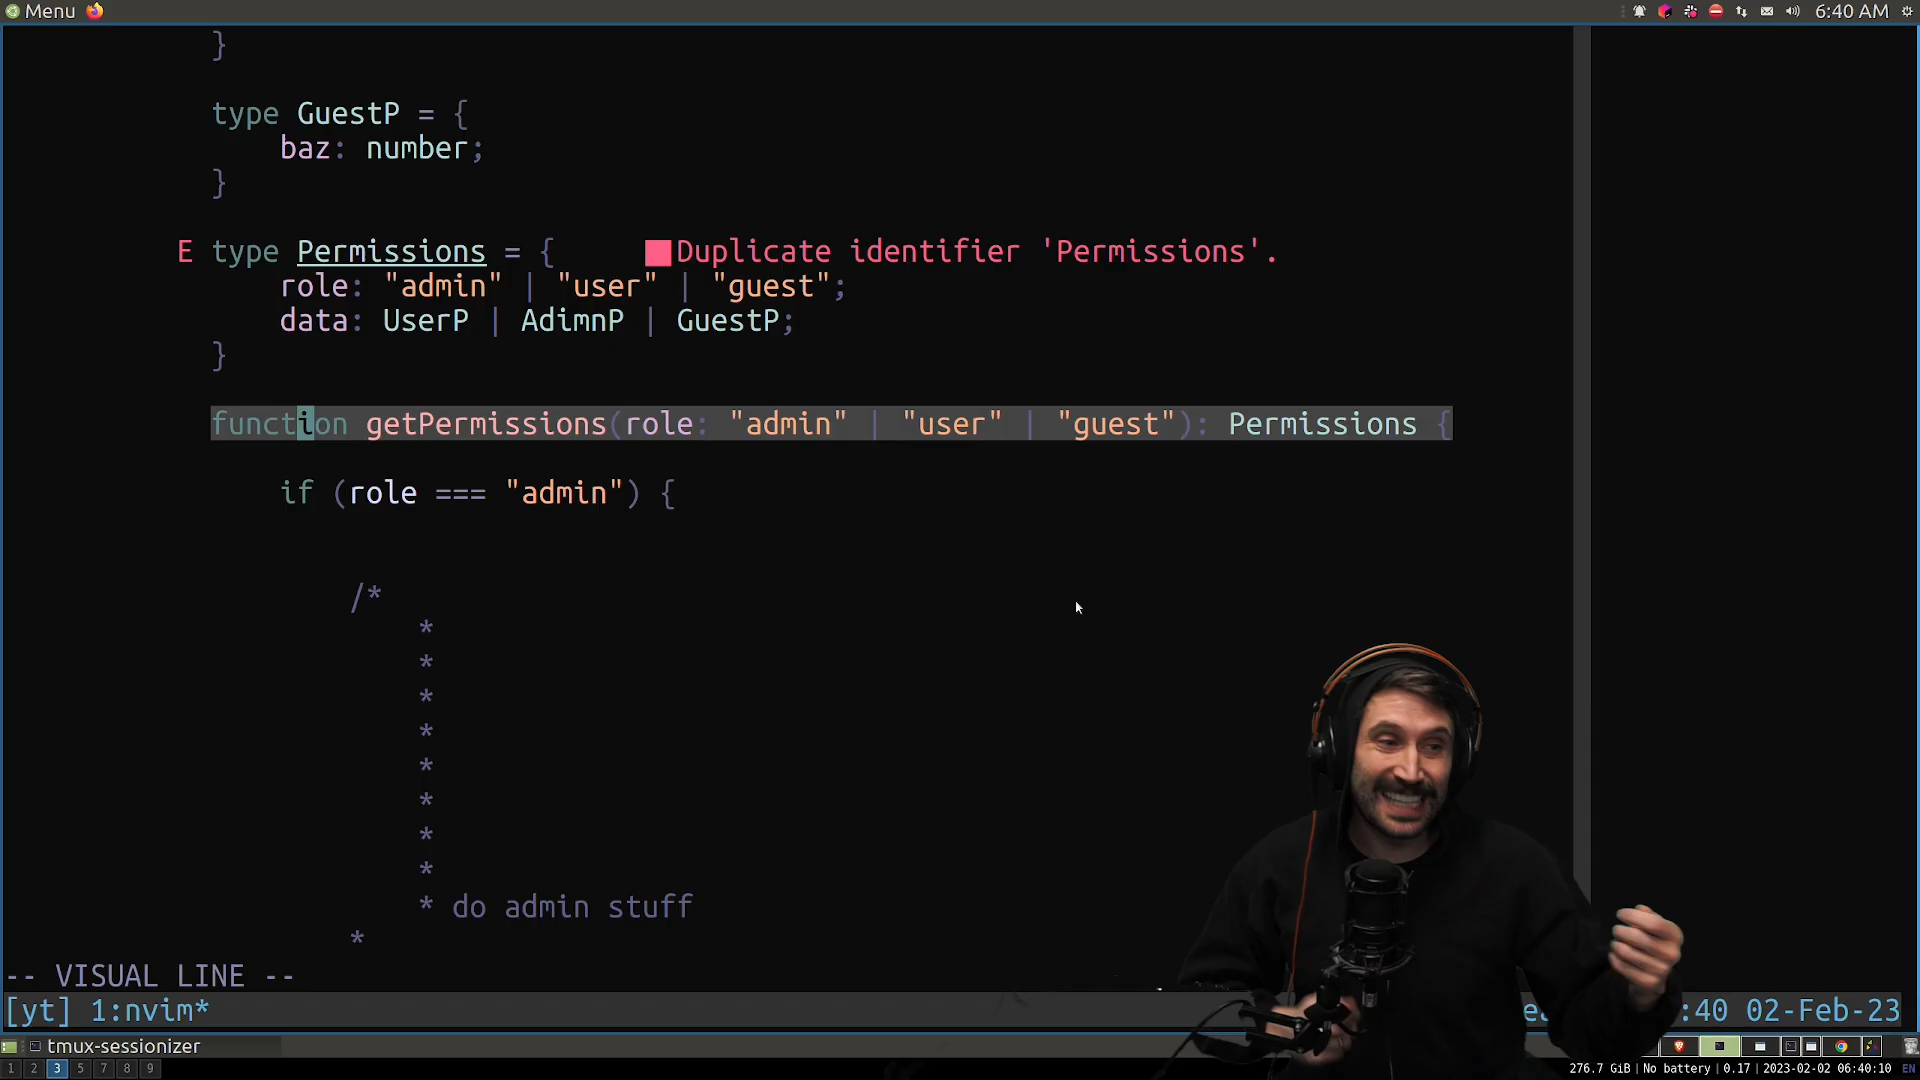 Menu
6:40 AM
}
type GuestP = {
baz: number;
}
E type Permissions = { Duplicate identifier 'Permissions'.
role: "admin" | "user" | "guest";
data: UserP | AdimnP | GuestP;
}
function getPermissions(role: "admin" | "user" | "guest"): Permissions {
if (role === "admin") {
/*
*
*
*
*
*
*
*
*
* do admin stuff
*
-- VISUAL LINE --
[yt] 1:nvim*
:40 02-Feb-23
tmux-sessionizer
1 2 3 5 7 8 9
276.7 GiB | No battery | 0.17 | 2023-02-02 06:40:10 EN